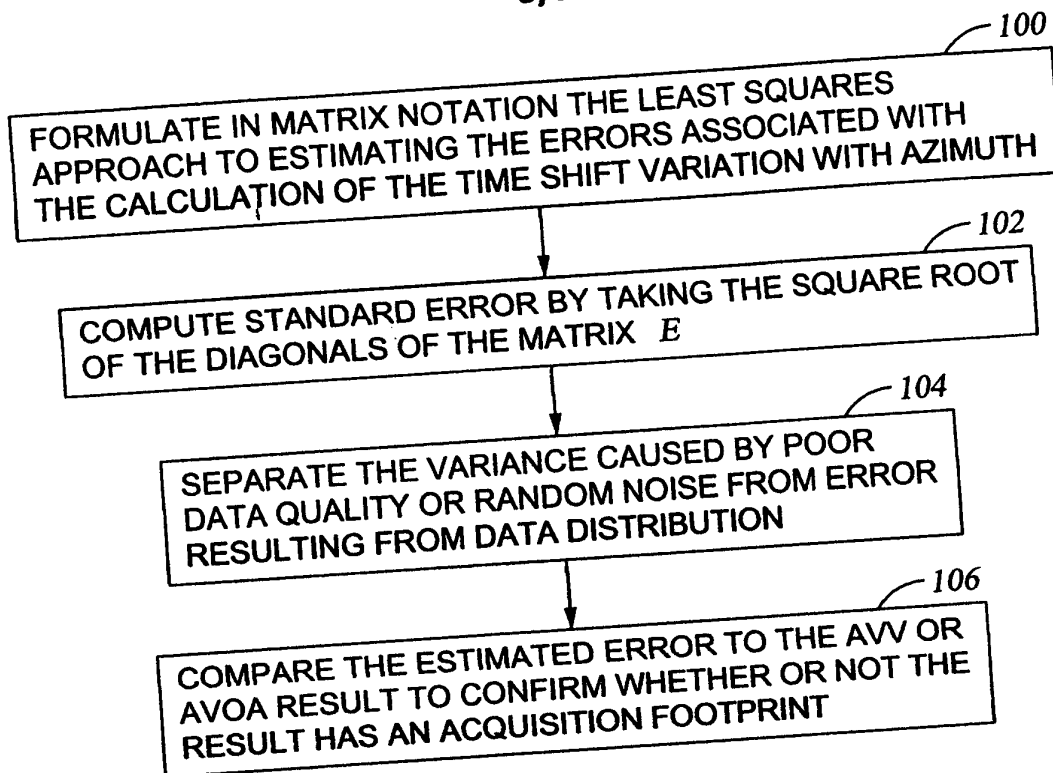 100
FORMULATE IN MATRIX NOTATION THE LEAST SQUARES
APPROACH TO ESTIMATING THE ERRORS ASSOCIATED WITH
THE CALCULATION OF THE TIME SHIFT VARIATION WITH AZIMUTH
102
COMPUTE STANDARD ERROR BY TAKING THE SQUARE ROOT
OF THE DIAGONALS OF THE MATRIX E
104
SEPARATE THE VARIANCE CAUSED BY POOR
DATA QUALITY OR RANDOM NOISE FROM ERROR
RESULTING FROM DATA DISTRIBUTION
106
COMPARE THE ESTIMATED ERROR TO THE AVV OR
AVOA RESULT TO CONFIRM WHETHER OR NOT THE
RESULT HAS AN ACQUISITION FOOTPRINT